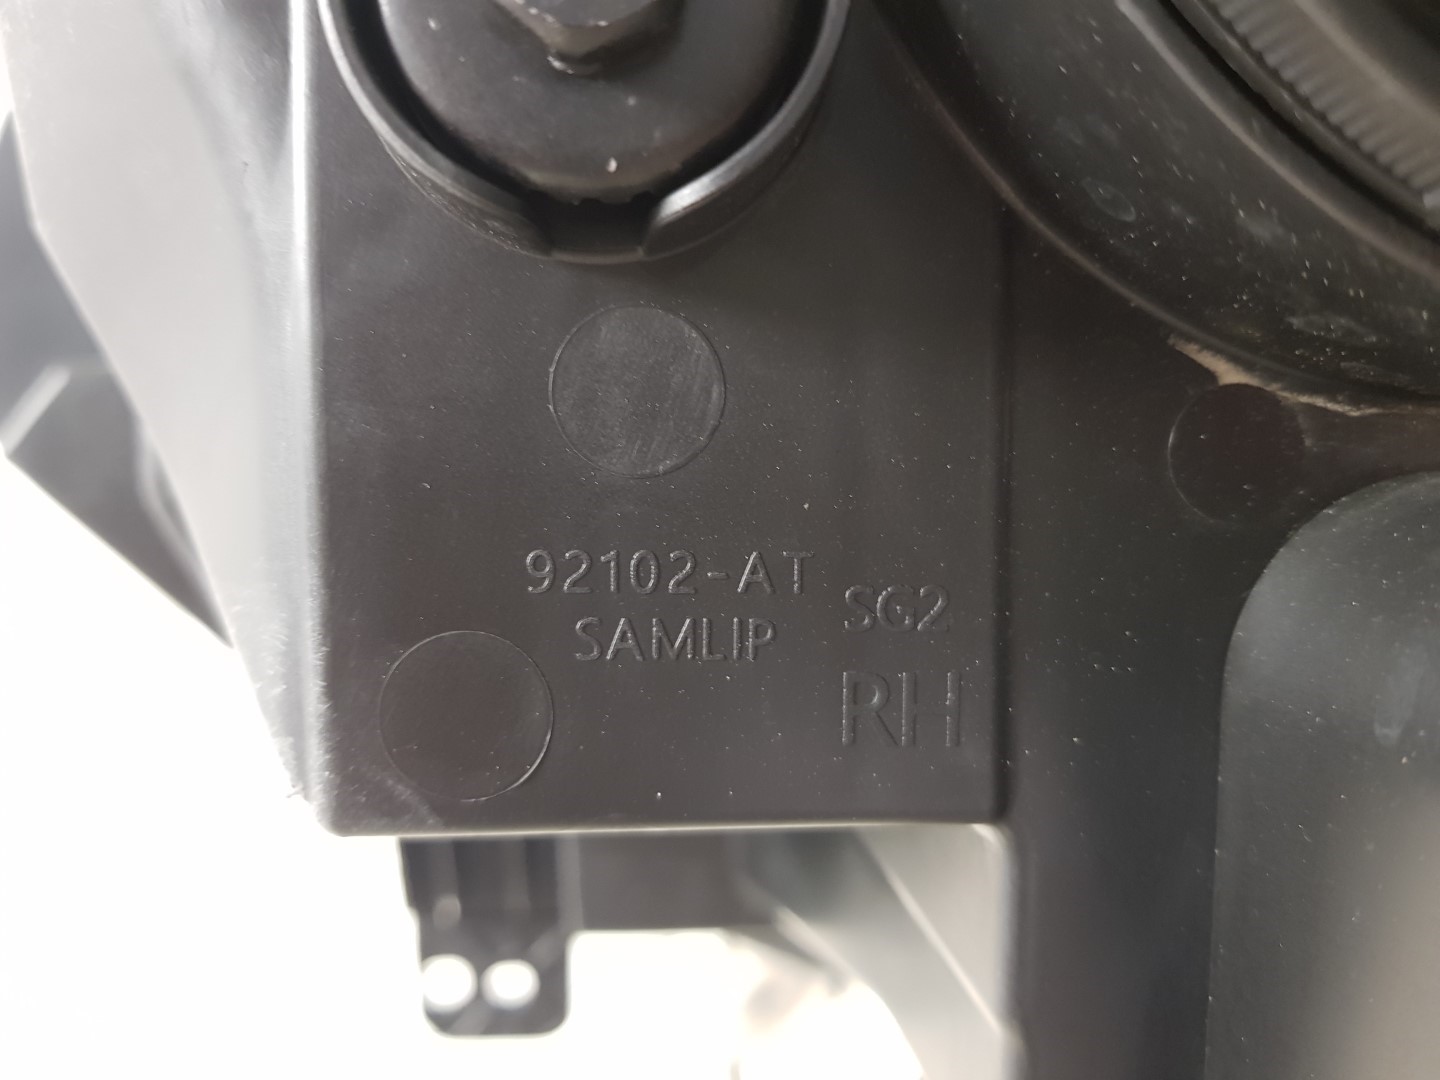 92102-AT
SAMLIP
SG2
RH